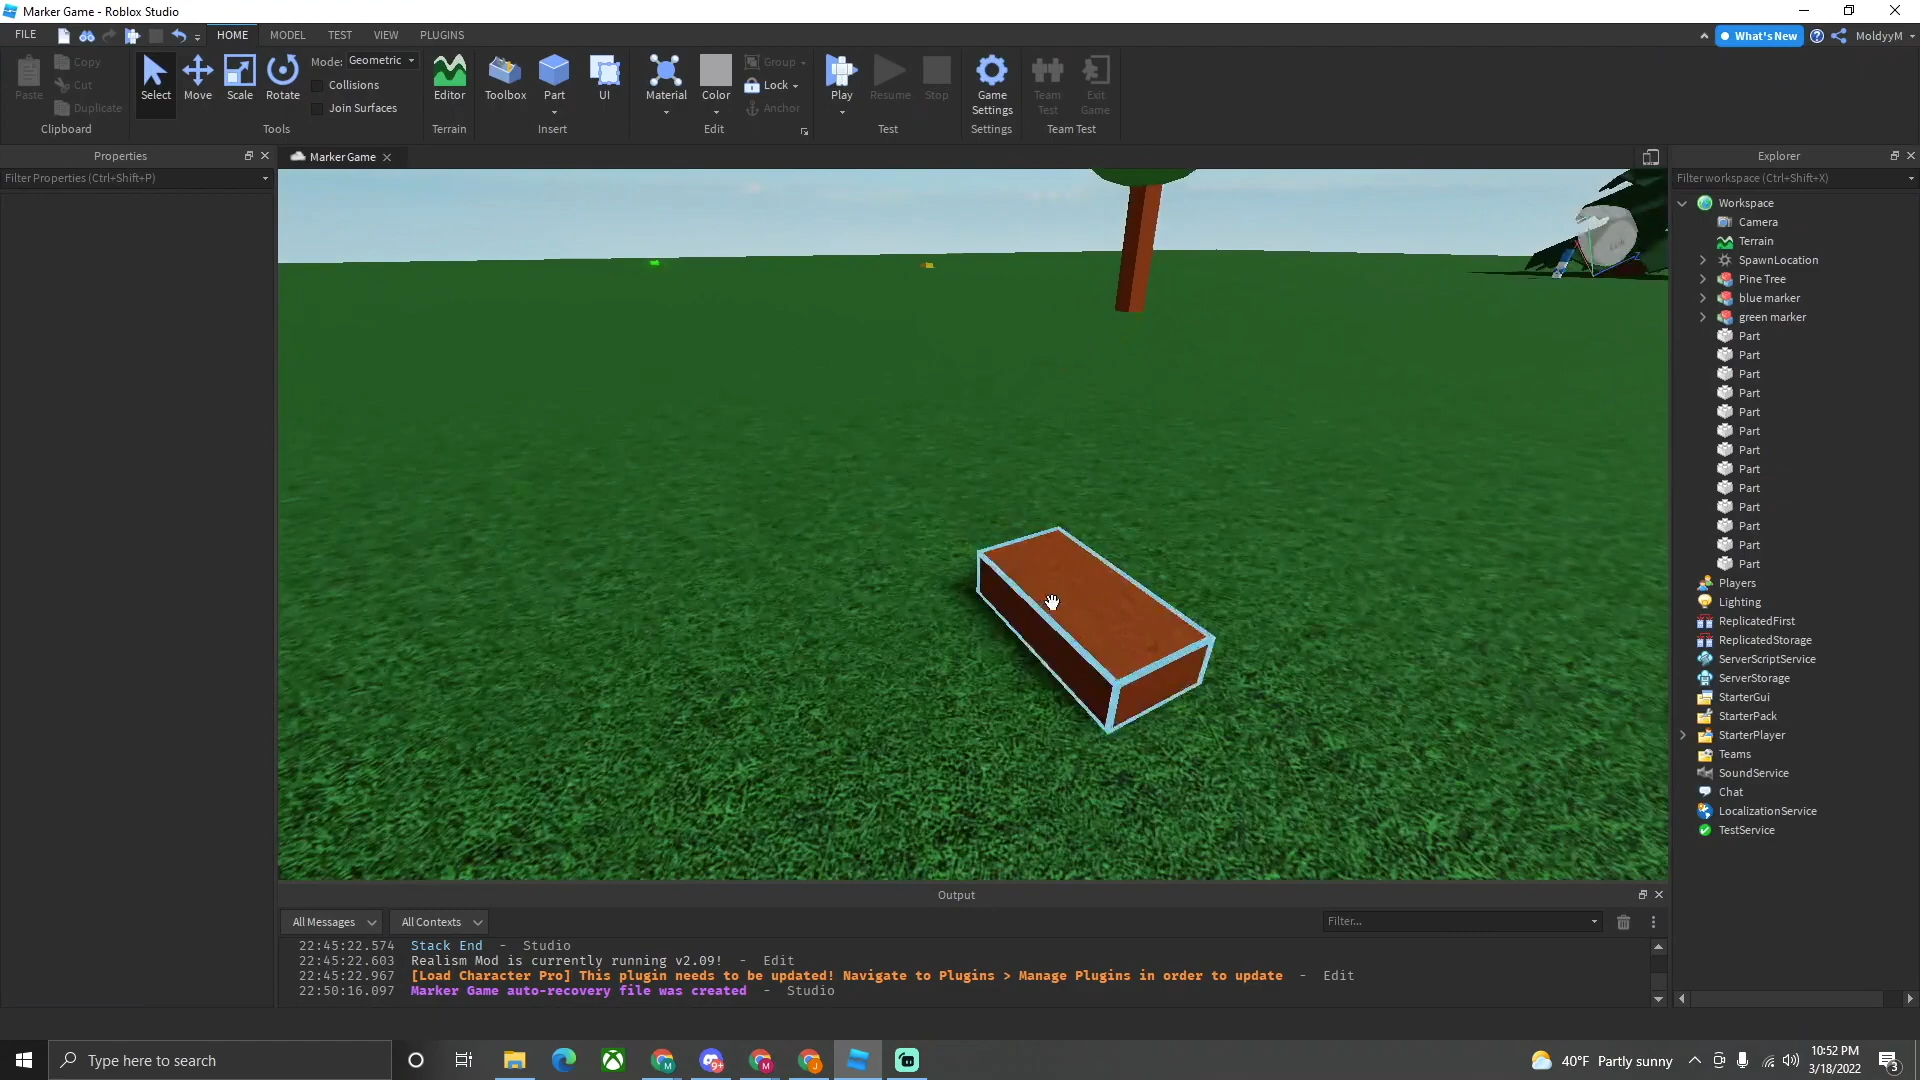 Marker Game - Roblox Studio
FILE HOME MODEL TEST VIEW PLUGINS What's New MoldyyM
Paste Copy Cut Duplicate
Clipboard
Select Move Scale Rotate Mode: Geometric
Collisions
Join Surfaces
Tools
Editor
Terrain
Toolbox Part UI
Insert
Material Color Group Lock Anchor
Edit
Play Resume Stop
Test
Game Settings
Settings
Team Test Exit Game
Team Test
Properties
Filter Properties (Ctrl+Shift+P)
Marker Game
Explorer
Filter workspace (Ctrl+Shift+X)
Workspace
Camera
Terrain
SpawnLocation
Pine Tree
blue marker
green marker
Part
Part
Part
Part
Part
Part
Part
Part
Part
Part
Part
Part
Part
Players
Lighting
ReplicatedFirst
ReplicatedStorage
ServerScriptService
ServerStorage
StarterGui
StarterPack
StarterPlayer
Teams
SoundService
Chat
LocalizationService
TestService
Output
All Messages All Contexts Filter...
22:45:22.574 Stack End - Studio
22:45:22.603 Realism Mod is currently running v2.09! - Edit
22:45:22.967 [Load Character Pro] This plugin needs to be updated! Navigate to Plugins > Manage Plugins in order to update - Edit
22:50:16.097 Marker Game auto-recovery file was created - Studio
Type here to search
40°F Partly sunny
10:52 PM
3/18/2022
3